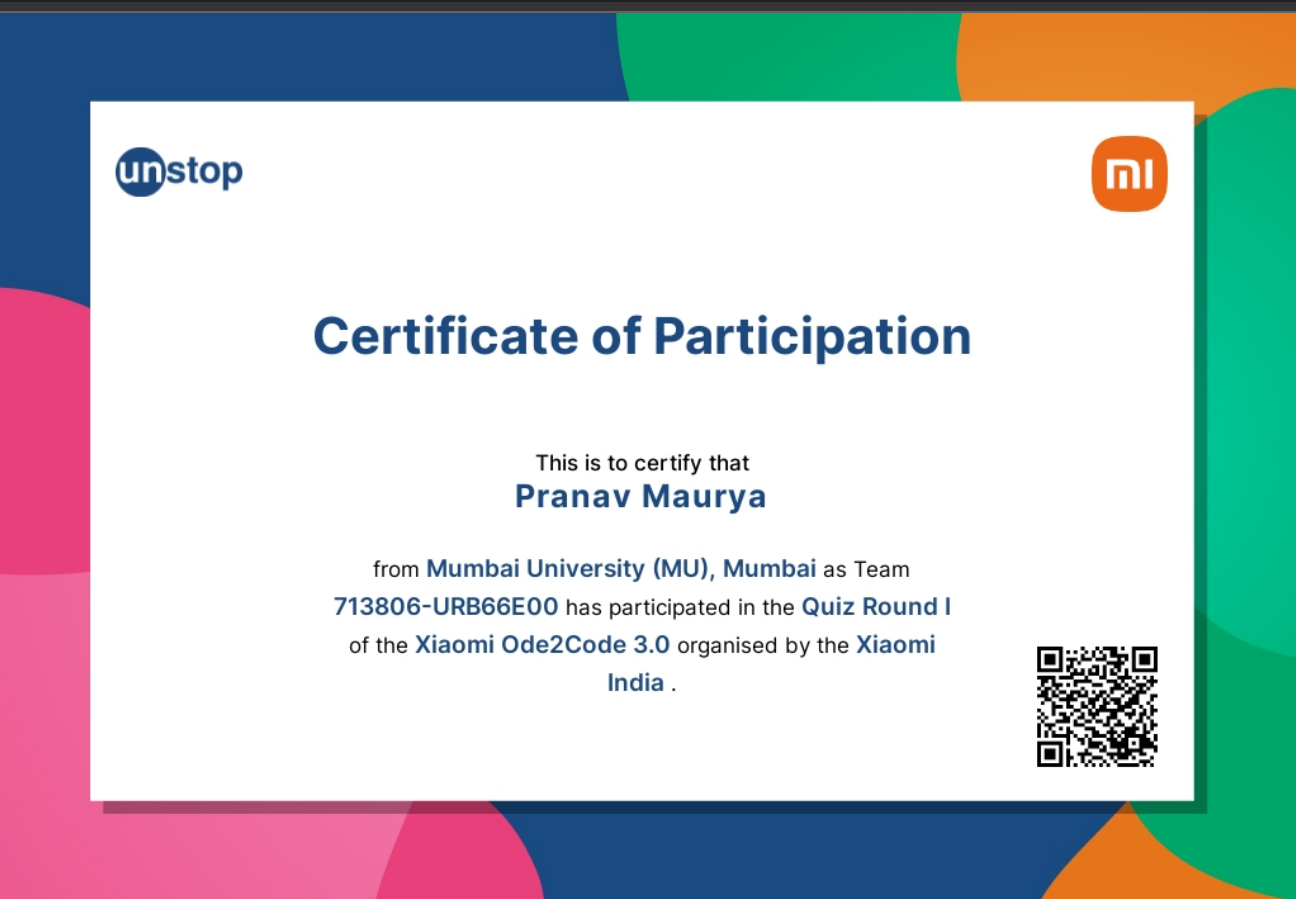 unstop
mi
Certificate of Participation
This is to certify that
Pranav Maurya
from Mumbai University (MU), Mumbai as Team
713806-URB66E00 has participated in the Quiz Round I
of the Xiaomi Ode2Code 3.0 organised by the Xiaomi
India .